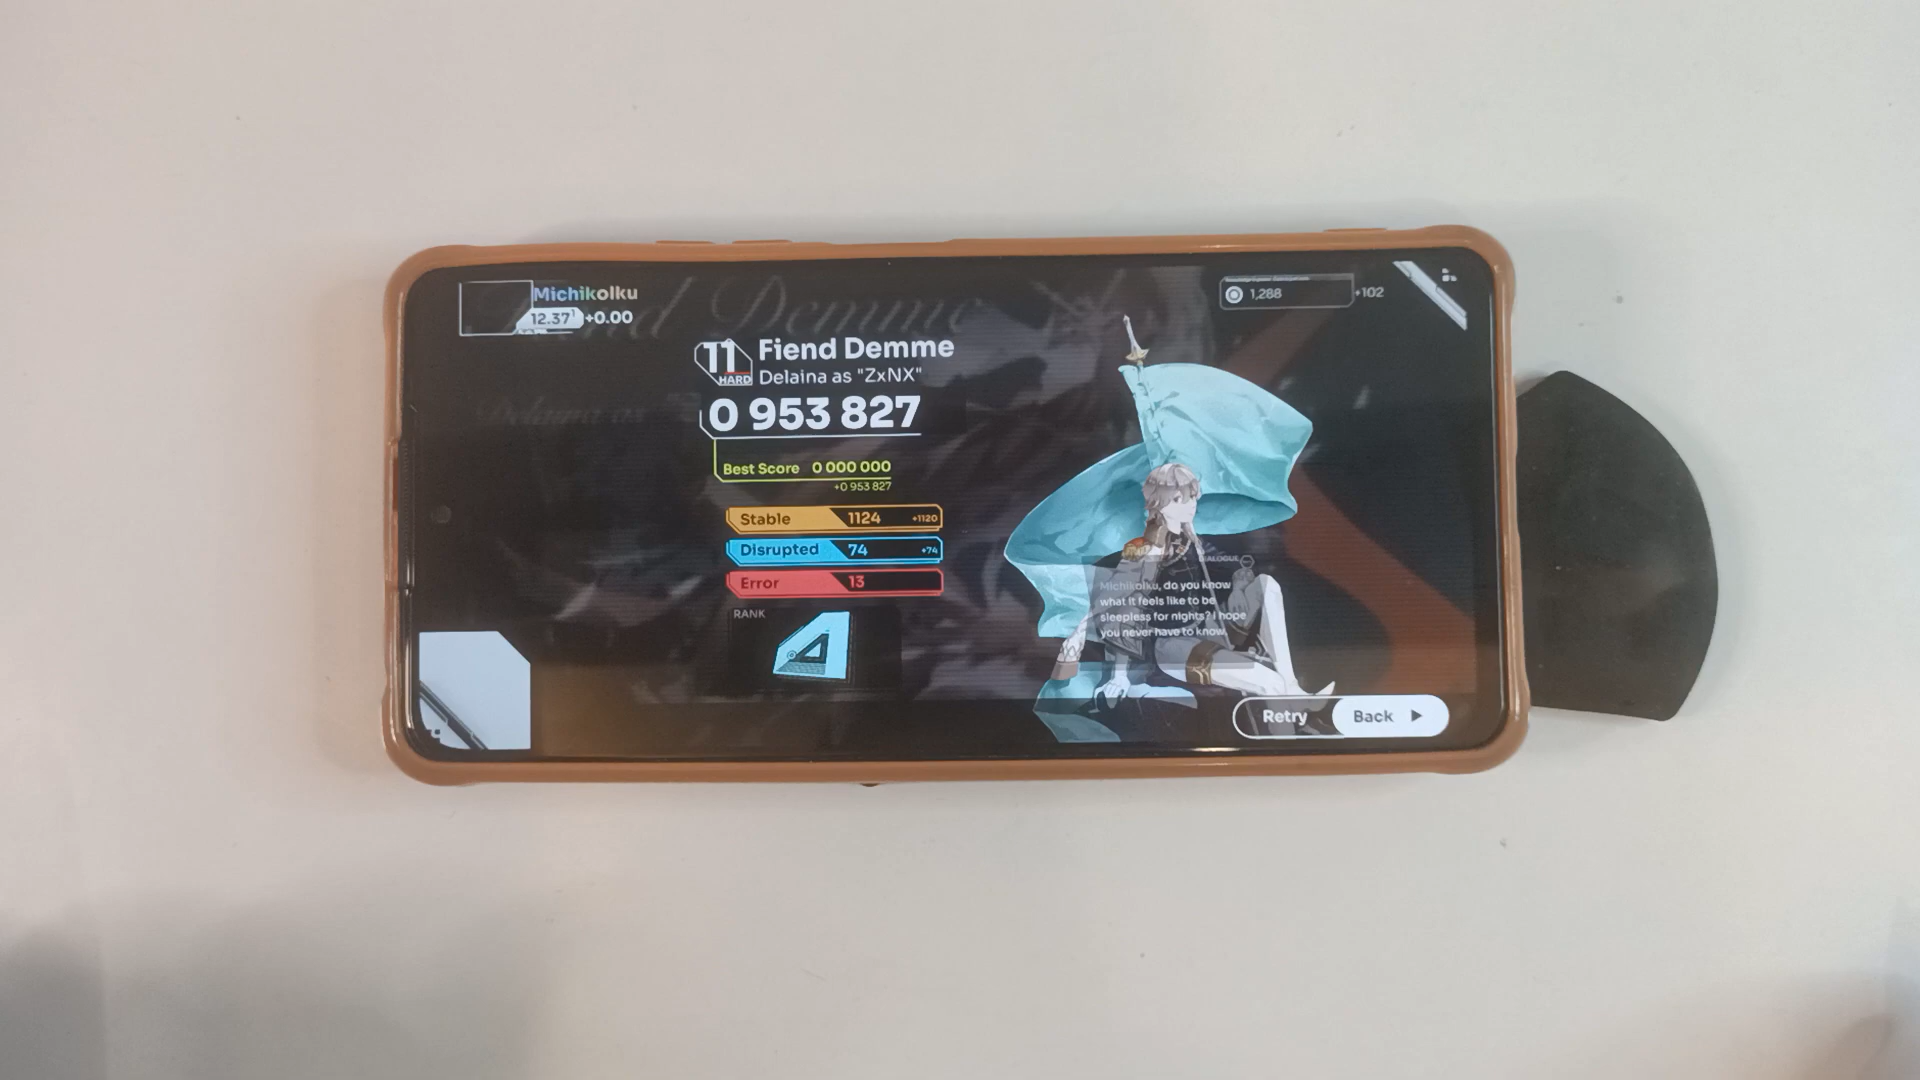 Michikolku
12.37 +0.00
1,288 +102
11 HARD
Fiend Demme
Delaina as "ZxNX"
0 953 827
Best Score 0 000 000
+0 953 827
Stable 1124 +1120
Disrupted 74 +74
Error 13
RANK
A
DIALOGUE
Michikolku, do you know
what it feels like to be
sleepless for nights? I hope
you never have to know.
Retry Back